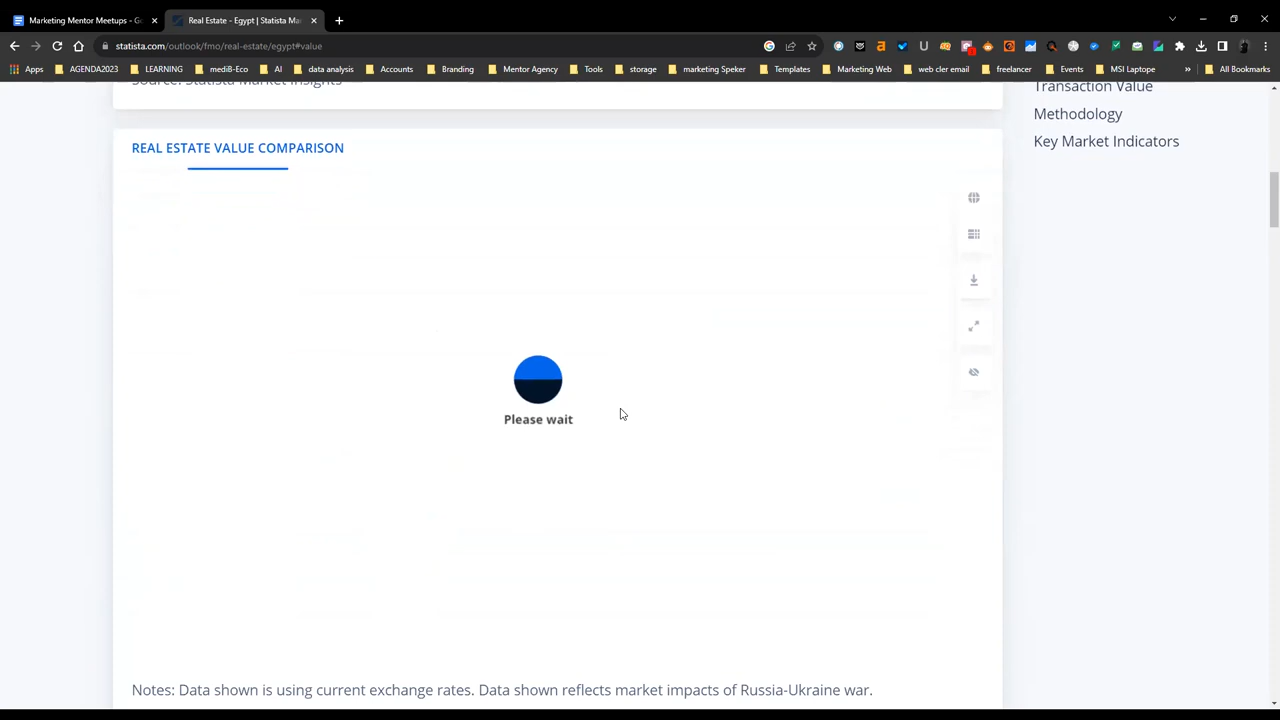 Marketing Mentor Meetups - G
Real Estate - Egypt | Statista Ma
statista.com/outlook/fmo/real-estate/egypt#value
Apps
AGENDA2023
LEARNING
mediB-Eco
AI
data analysis
Accounts
Branding
Mentor Agency
Tools
storage
marketing Speker
Templates
Marketing Web
web cler email
freelancer
Events
MSI Laptope
»
All Bookmarks
Source: Statista Market Insights
Transaction Value
Methodology
Key Market Indicators
REAL ESTATE VALUE COMPARISON
Please wait
Notes: Data shown is using current exchange rates. Data shown reflects market impacts of Russia-Ukraine war.